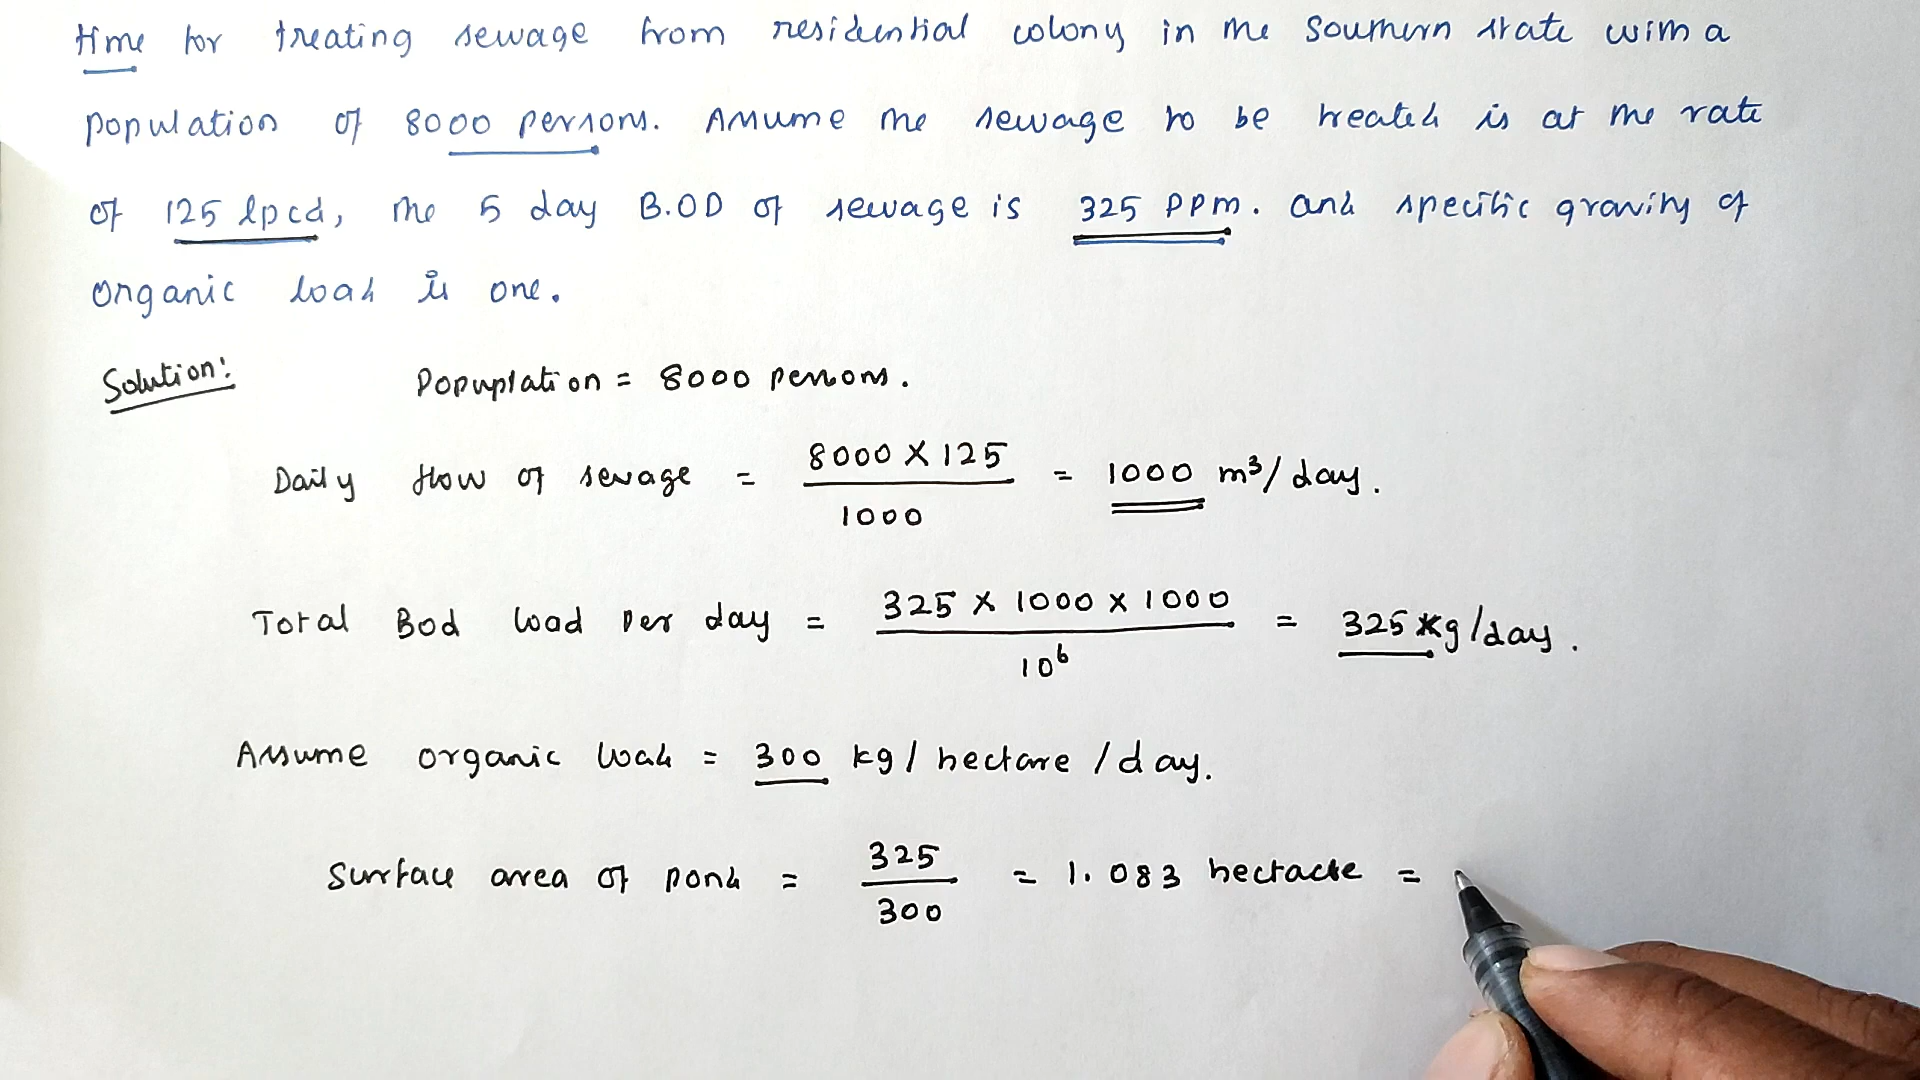 time for treating sewage from residential colony in the southern state with a
population of 8000 persons. Assume the sewage to be treated is at the rate
of 125 lpcd, the 5 day B.OD of sewage is 325 PPm. and specific gravity of
organic load is one.
Solution:
Popuplation = 8000 persons.
Daily flow of sewage = 8000 X 125 / 1000 = 1000 m³/day.
Total Bod load per day = 325 X 1000 x 1000 / 10⁶ = 325 kg/day.
Assume organic load = 300 kg / hectare / day.
Surface area of pond = 325 / 300 = 1.083 hectacte =